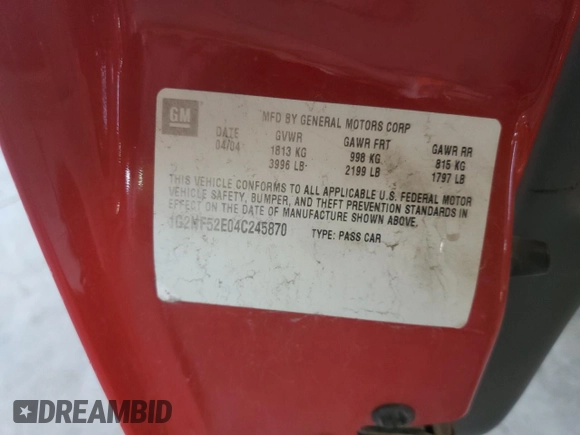 GM
MFD BY GENERAL MOTORS CORP
DATE GVWR GAWR FRT GAWR RR
04/04 1813 KG 998 KG 815 KG
3996 LB 2199 LB 1797 LB
THIS VEHICLE CONFORMS TO ALL APPLICABLE U.S. FEDERAL MOTOR
VEHICLE SAFETY, BUMPER, AND THEFT PREVENTION STANDARDS IN
EFFECT ON THE DATE OF MANUFACTURE SHOWN ABOVE.
1G2NF52E04C245870 TYPE: PASS CAR
DREAMBID